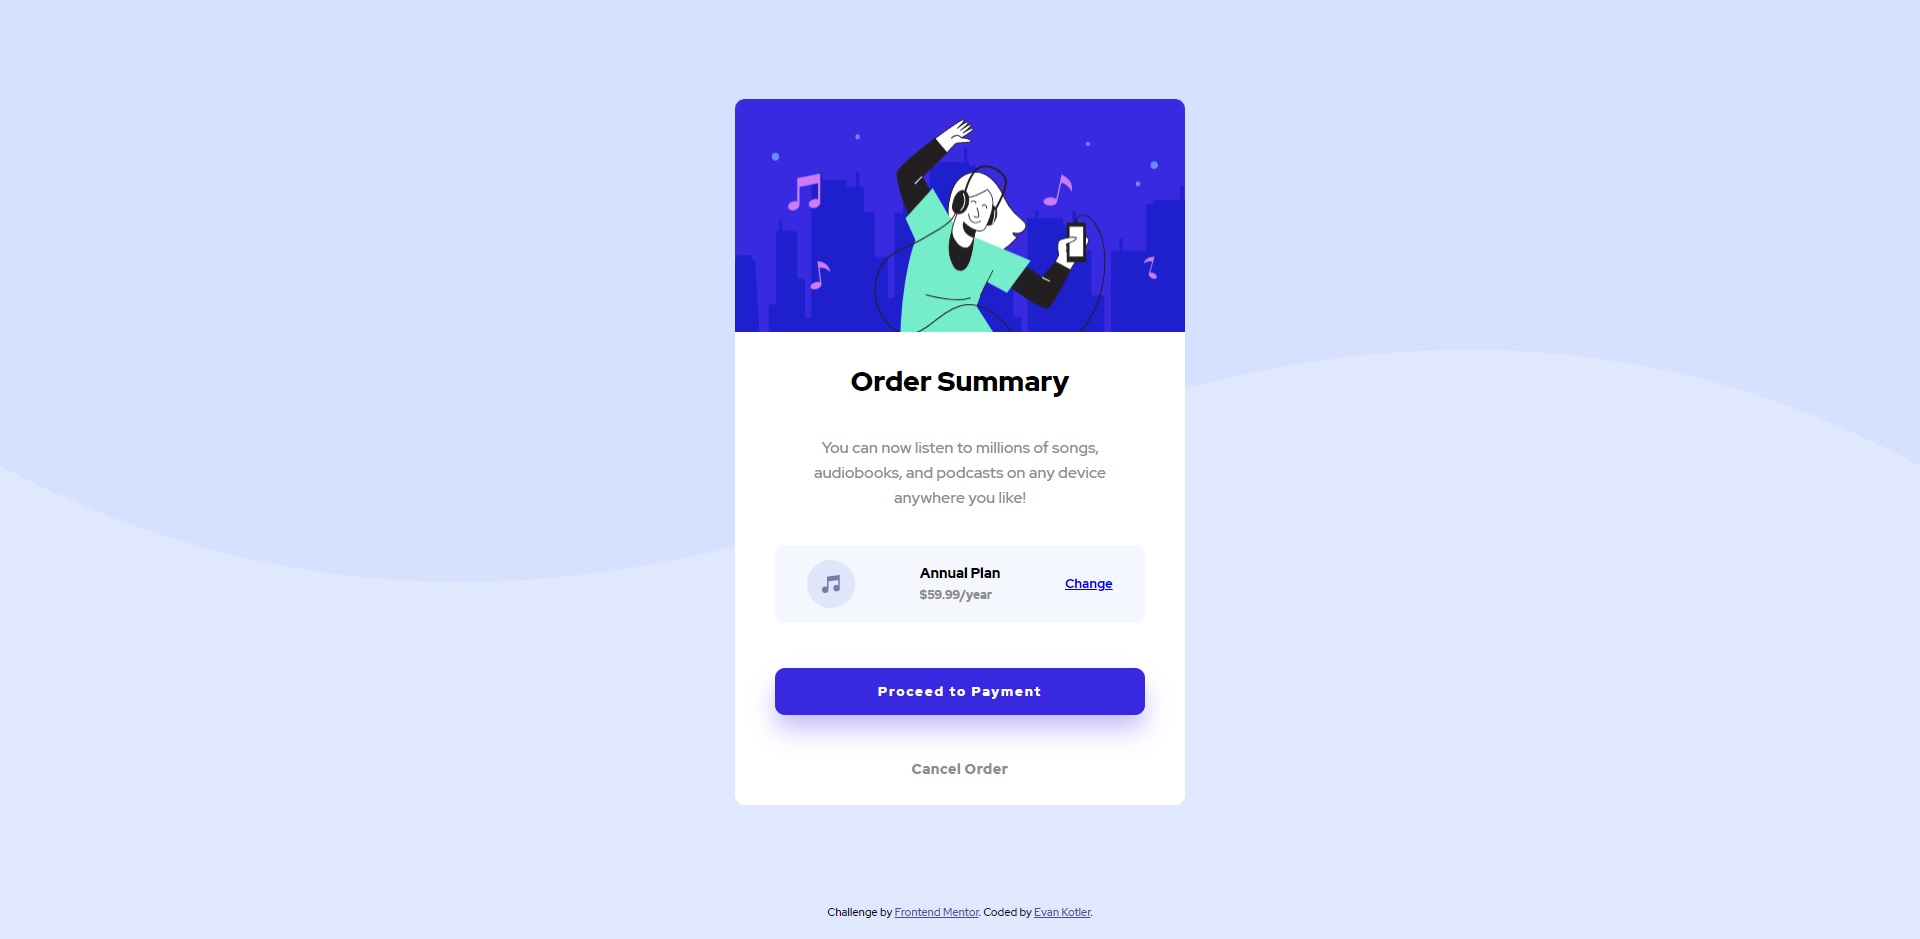 Order Summary
You can now listen to millions of songs,
audiobooks, and podcasts on any device
anywhere you like!
Annual Plan
$59.99/year
Change
Proceed to Payment
Cancel Order
Challenge by Frontend Mentor. Coded by Evan Kotler.